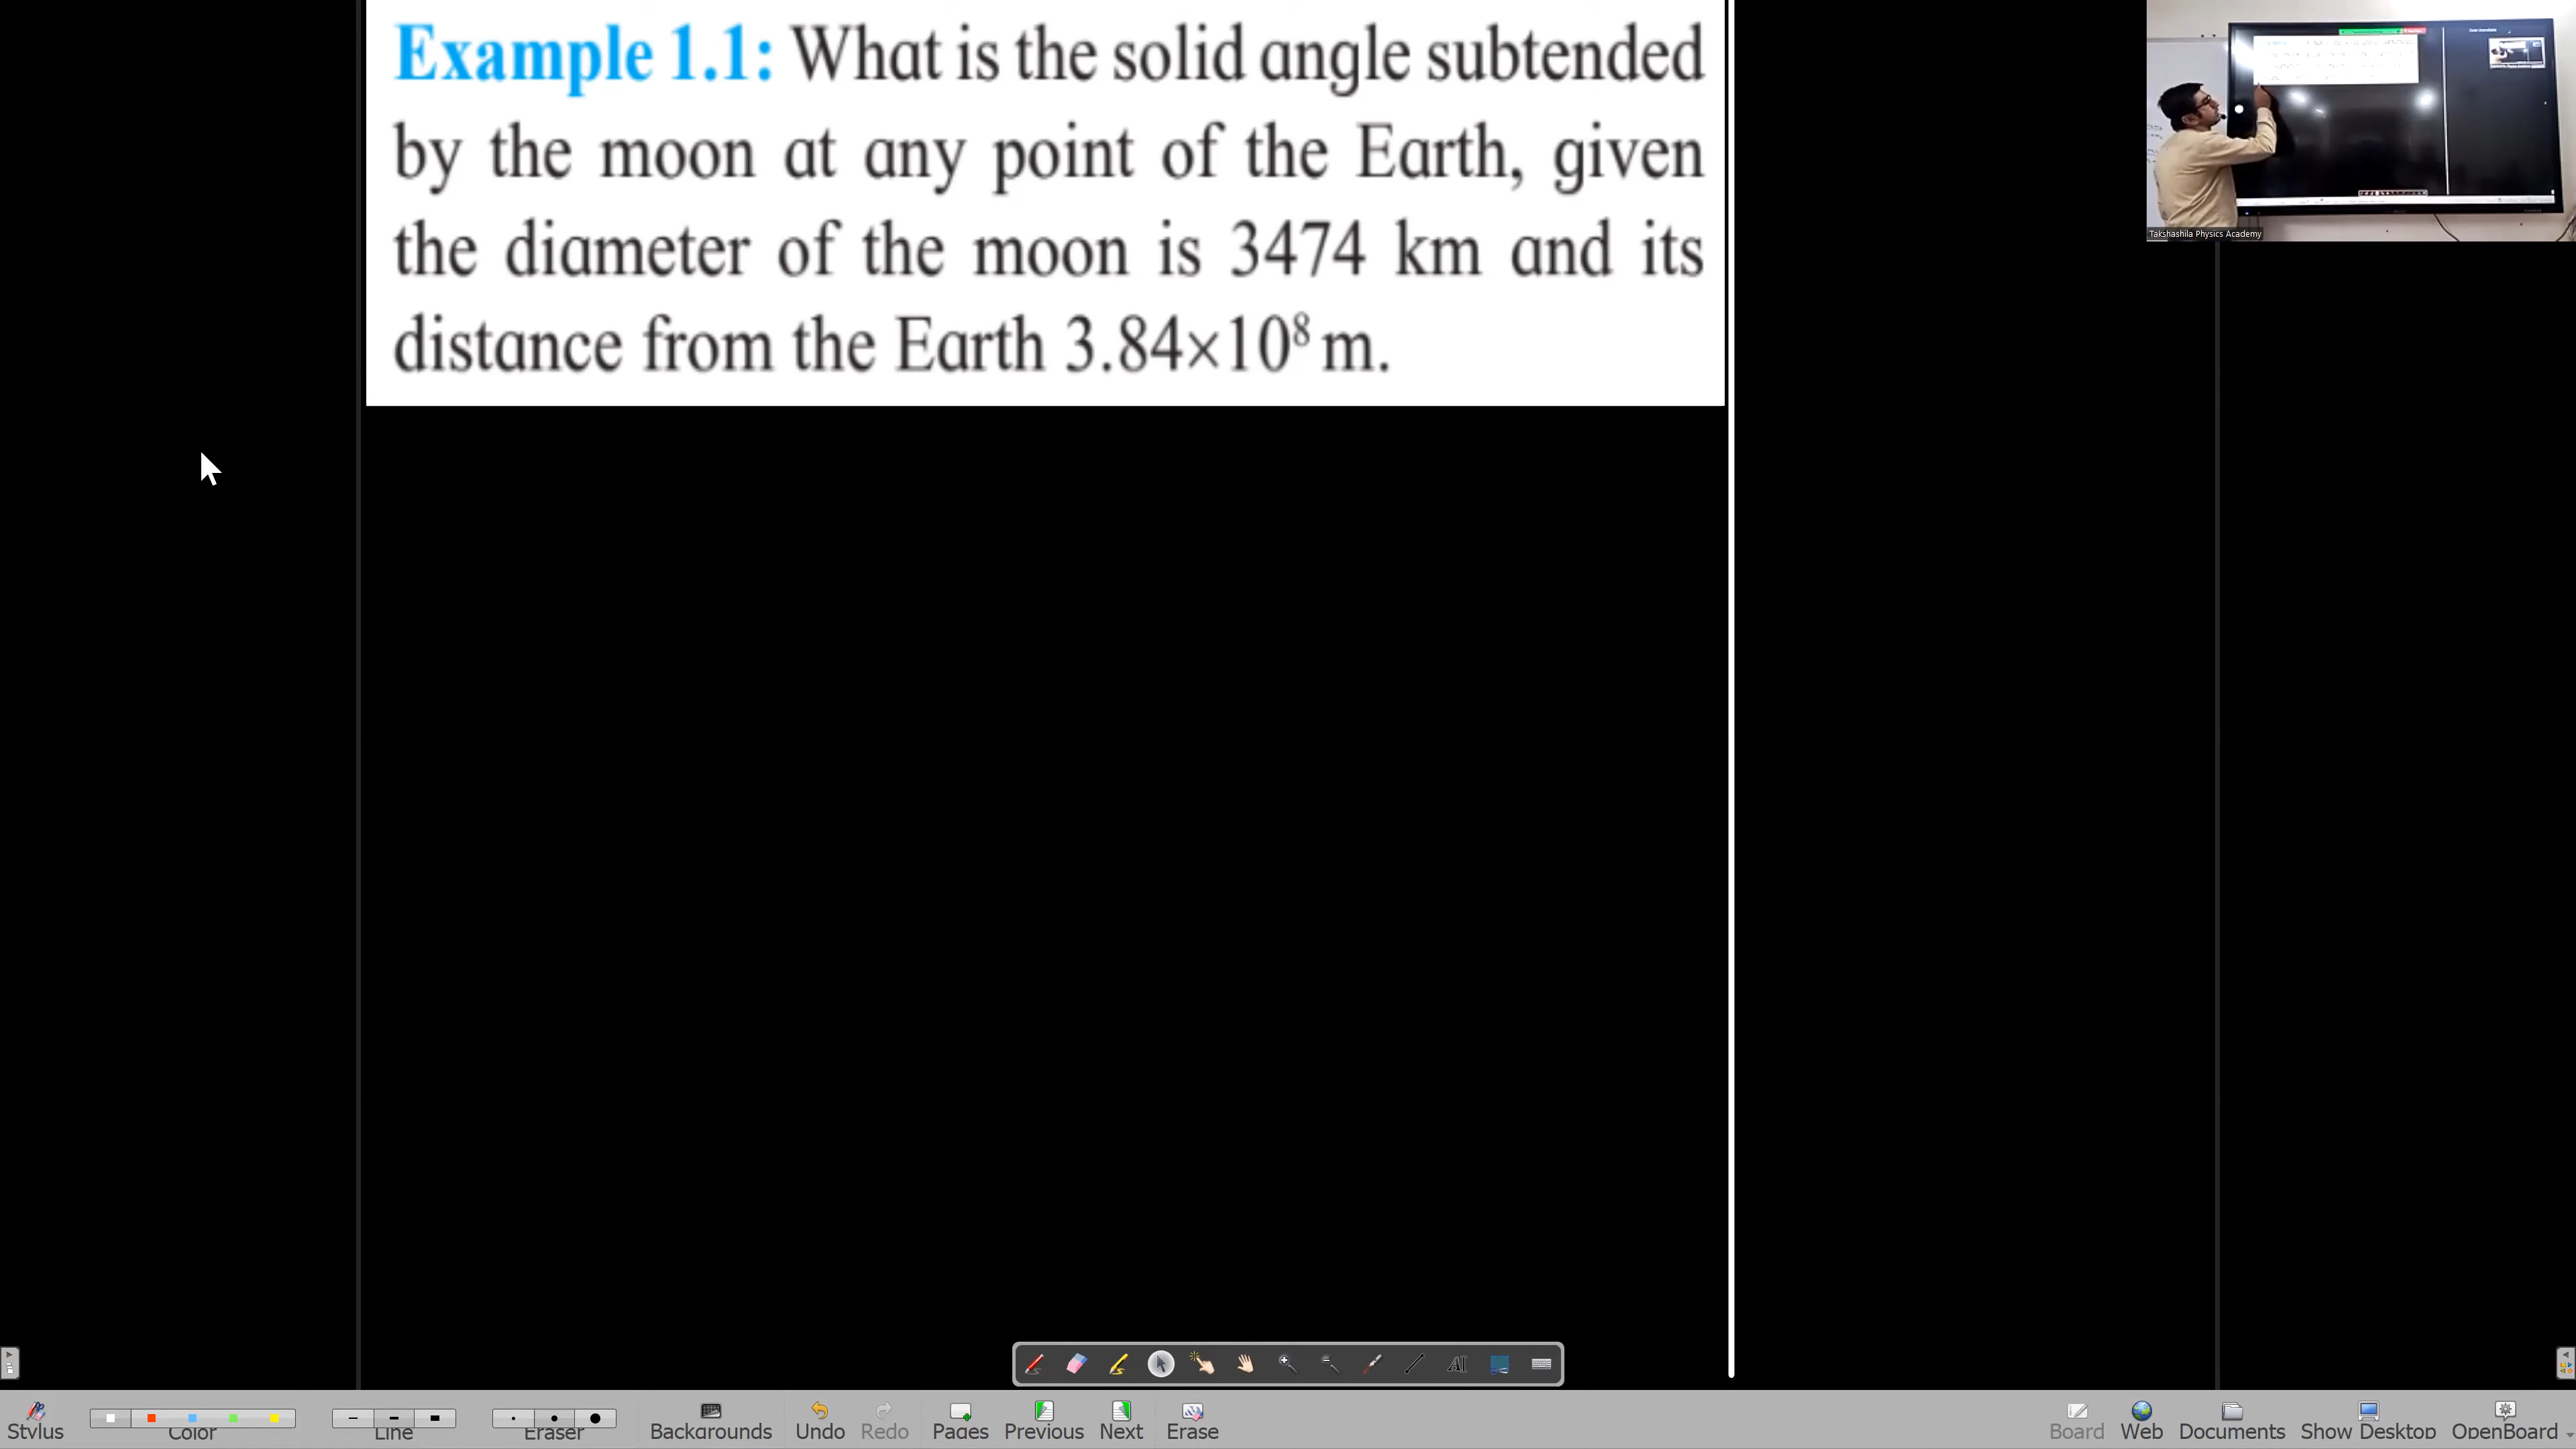 Example 1.1: What is the solid angle subtended
by the moon at any point of the Earth, given
the diameter of the moon is 3474 km and its
distance from the Earth 3.84×10⁸ m.
Takshashila Physics Academy
Stylus
Color
Line
Eraser
Backgrounds
Undo
Redo
Pages
Previous
Next
Erase
Board
Web
Documents
Show Desktop
OpenBoard